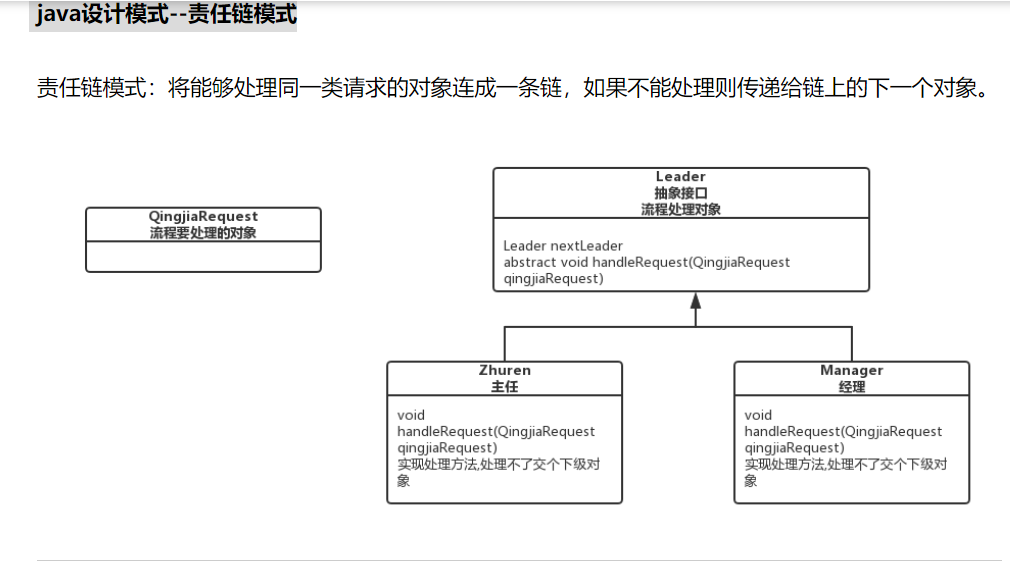 java设计模式--责任链模式
责任链模式：将能够处理同一类请求的对象连成一条链，如果不能处理则传递给链上的下一个对象。
QingjiaRequest
流程要处理的对象
Leader
抽象接口
流程处理对象
Leader nextLeader
abstract void handleRequest(QingjiaRequest
qingjiaRequest)
Zhuren
主任
void
handleRequest(QingjiaRequest
qingjiaRequest)
实现处理方法,处理不了交个下级对
象
Manager
经理
void
handleRequest(QingjiaRequest
qingjiaRequest)
实现处理方法,处理不了交个下级对
象